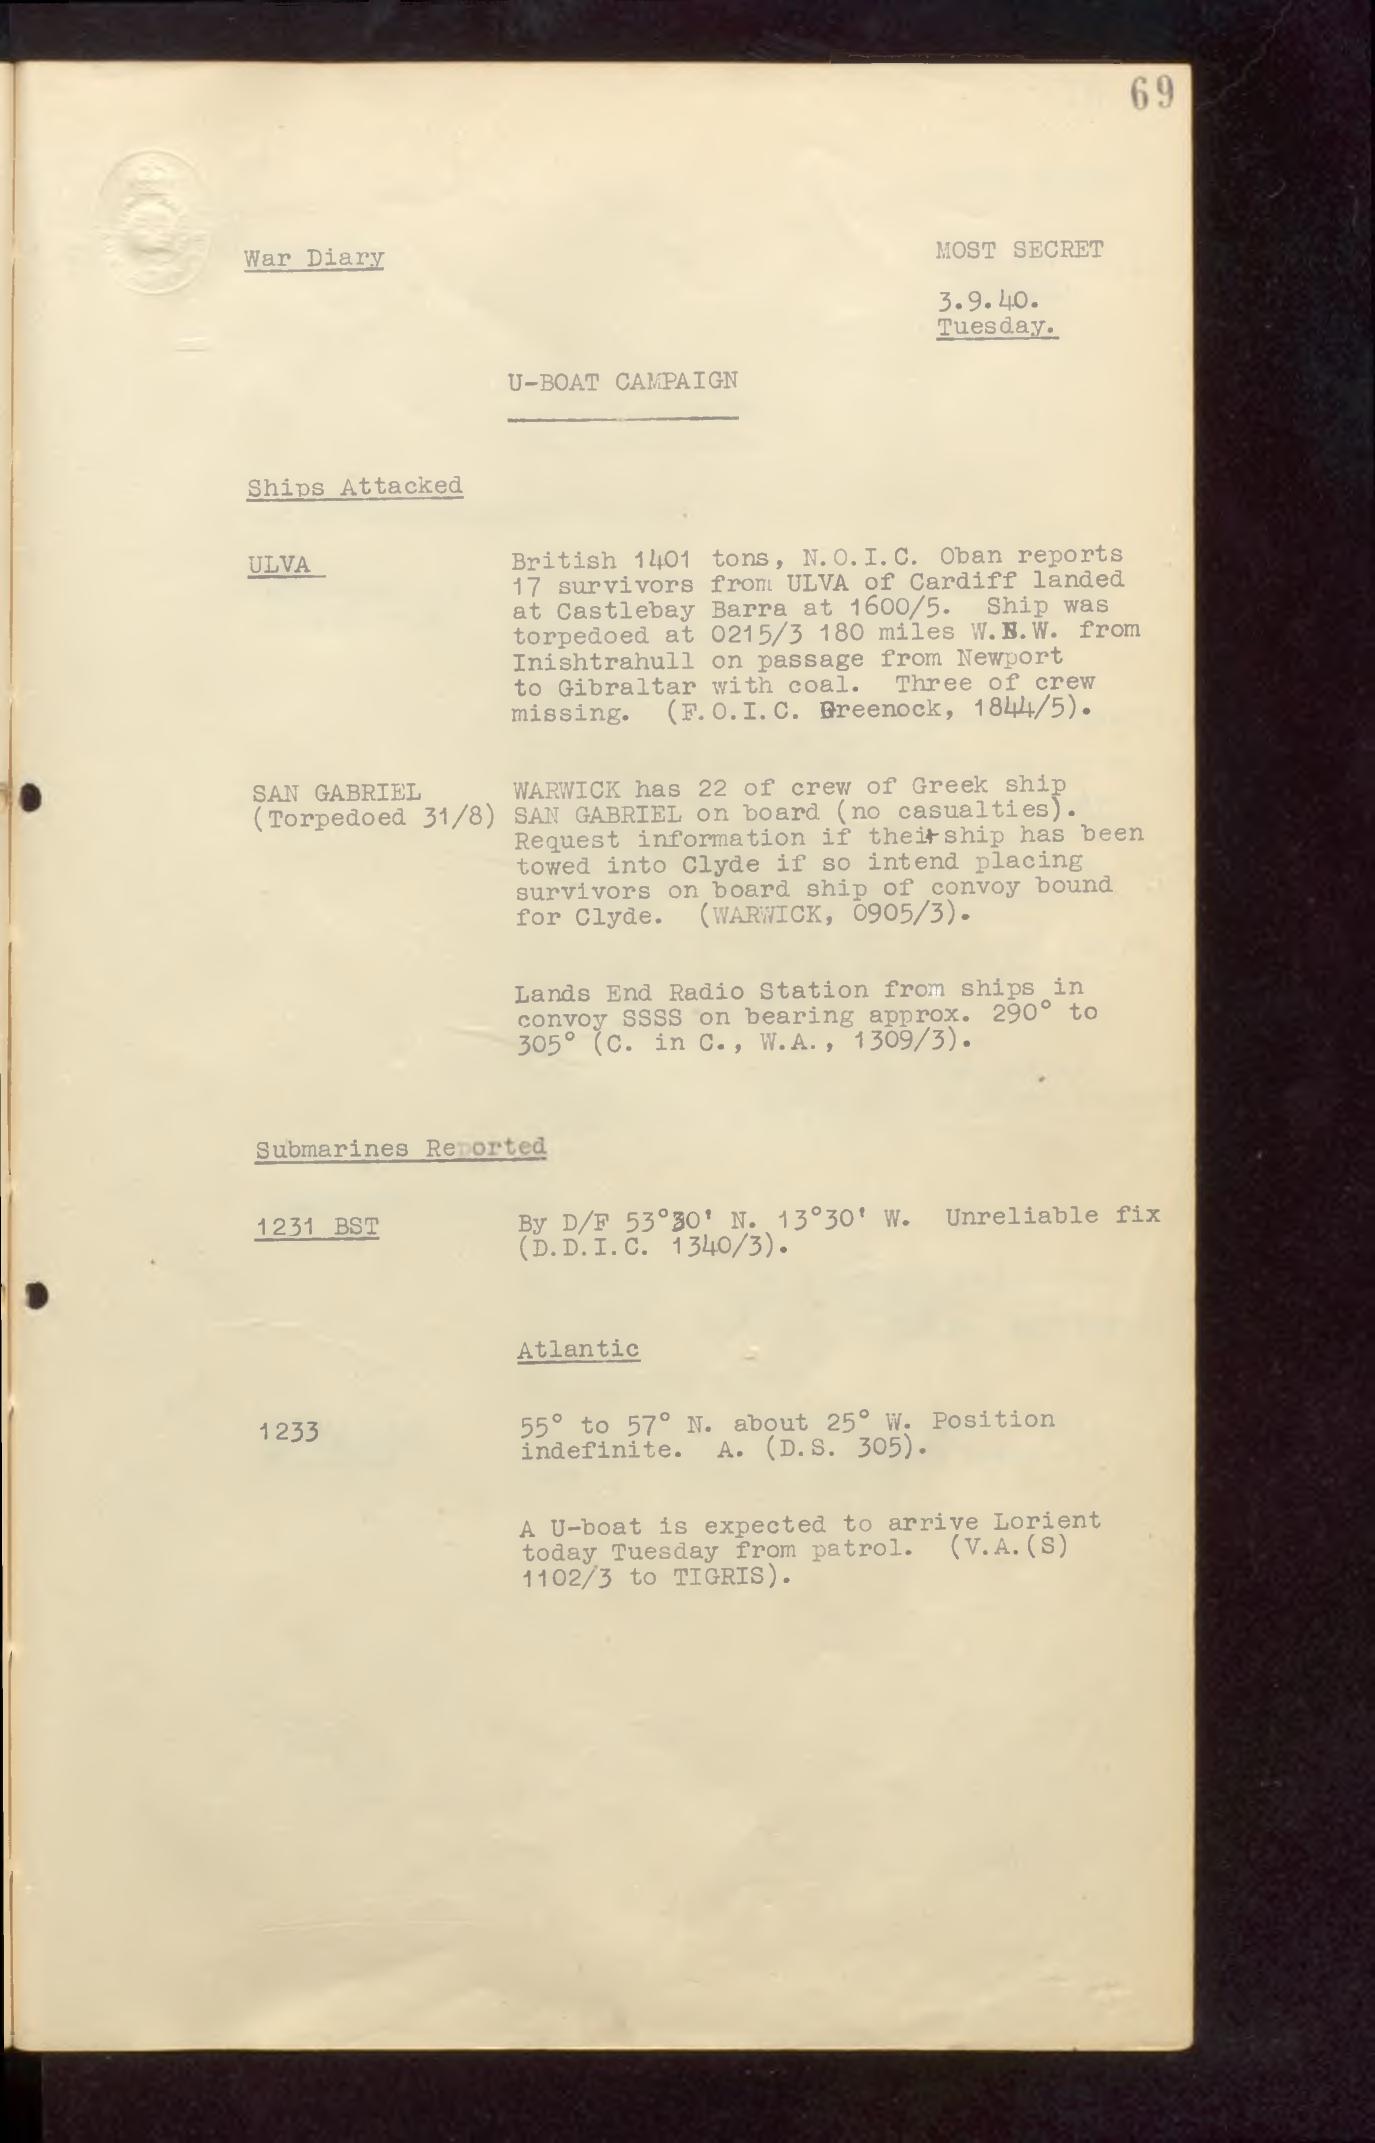 69
War Diary
MOST SECRET
3.9.40.
Tuesday.
U-BOAT CAMPAIGN
Ships Attacked
ULVA
British 1401 tons, N.O.I.C. Oban reports
17 survivors from ULVA of Cardiff landed
at Castlebay Barra at 1600/5. Ship was
torpedoed at 0215/3 180 miles W.N.W. from
Inishtrahull on passage from Newport
to Gibraltar with coal. Three of crew
missing. (F.O.I.C. Greenock, 1844/5).
SAN GABRIEL
(Torpedoed 31/8)
WARWICK has 22 of crew of Greek ship
SAN GABRIEL on board (no casualties).
Request information if their ship has been
towed into Clyde if so intend placing
survivors on board ship of convoy bound
for Clyde. (WARWICK, 0905/3).
Lands End Radio Station from ships in
convoy SSSS on bearing approx. 290° to
305° (C. in C., W.A., 1309/3).
Submarines Reported
1231 BST
By D/F 53°30' N. 13°30' W. Unreliable fix
(D.D.I.C. 1340/3).
Atlantic
1233
55° to 57° N. about 25° W. Position
indefinite. A. (D.S. 305).
A U-boat is expected to arrive Lorient
today Tuesday from patrol. (V.A.(S)
1102/3 to TIGRIS).